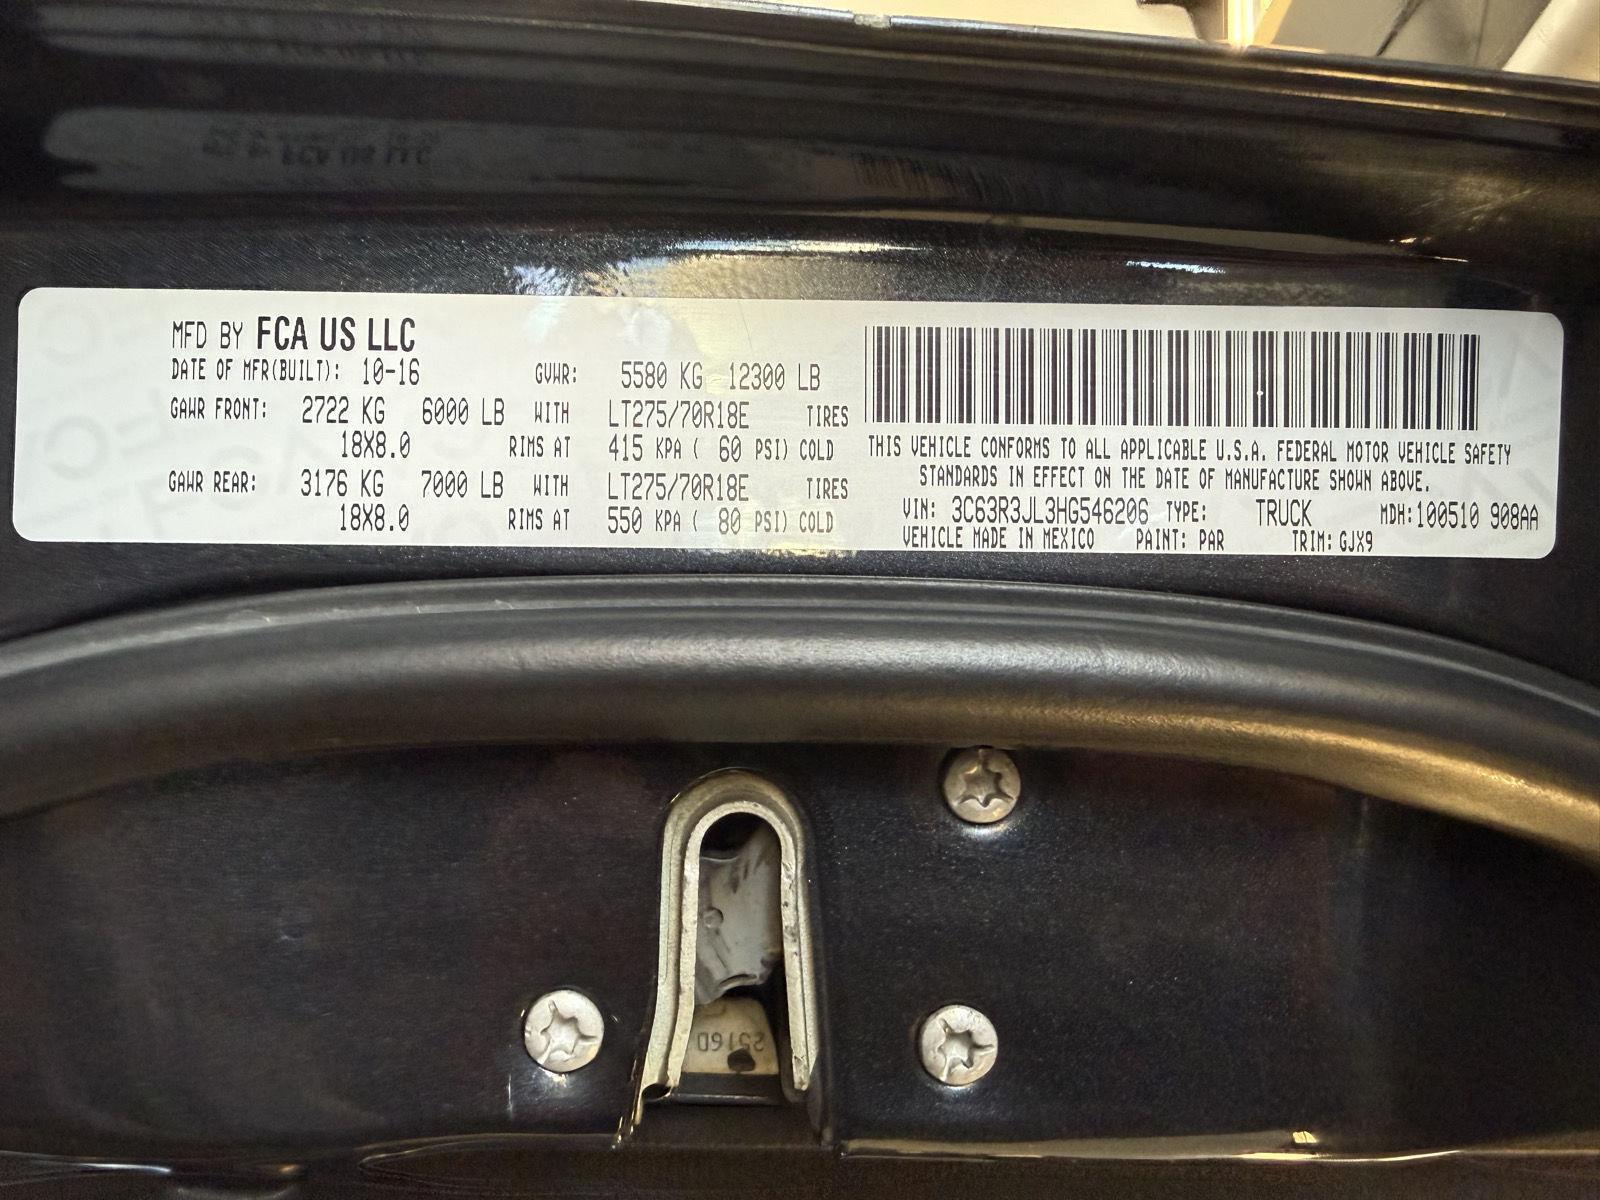 MFD BY FCA US LLC
DATE OF MFR(BUILT): 10-16 GVWR: 5580 KG 12300 LB
GAWR FRONT: 2722 KG 6000 LB WITH LT275/70R18E TIRES
18X8.0 RIMS AT 415 KPA ( 60 PSI) COLD
GAWR REAR: 3176 KG 7000 LB WITH LT275/70R18E TIRES
18X8.0 RIMS AT 550 KPA ( 80 PSI) COLD
THIS VEHICLE CONFORMS TO ALL APPLICABLE U.S.A. FEDERAL MOTOR VEHICLE SAFETY
STANDARDS IN EFFECT ON THE DATE OF MANUFACTURE SHOWN ABOVE.
VIN: 3C63R3JL3HG546206 TYPE: TRUCK MDH:100510 908AA
VEHICLE MADE IN MEXICO PAINT: PAR TRIM: GJX9
2516D